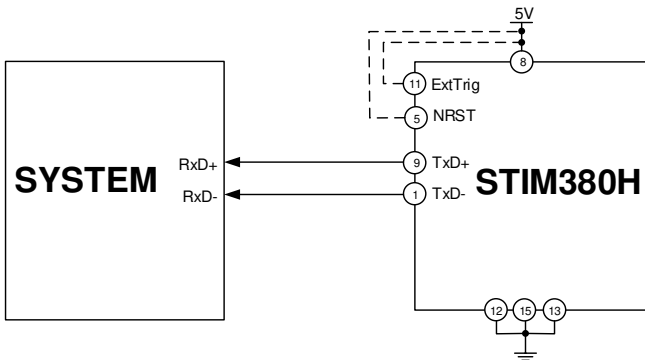 5V
8
11 ExtTrig
5 NRST
RxD+ 9 TxD+
SYSTEM STIM380H
RxD- 1 TxD-
12 15 13